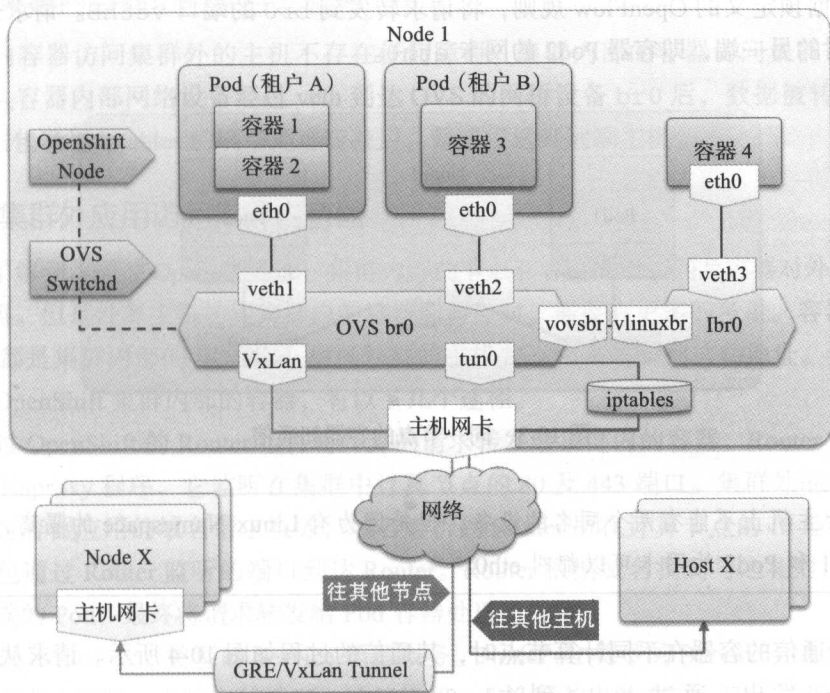 Node 1
Pod（租户 A）
容器 1
容器 2
eth0
veth1
Pod（租户 B）
容器 3
eth0
veth2
容器 4
eth0
veth3
OpenShift
Node
OVS
Switchd
OVS br0
vovsbr-vlinuxbr
Ibr0
VxLan
tun0
iptables
主机网卡
网络
Node X
主机网卡
往其他节点
往其他主机
Host X
GRE/VxLan Tunnel